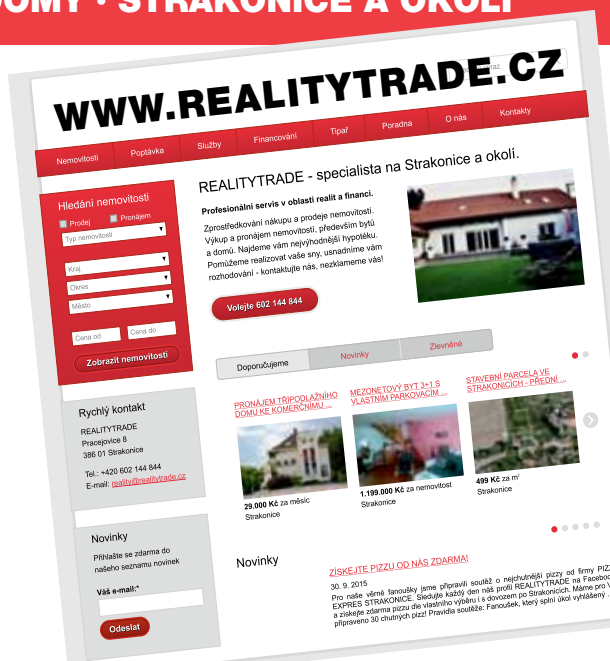 DOMY • STRAKONICE A OKOLÍ
WWW.REALITYTRADE.CZ
Nemovitosti Poptávka Služby Financování Tipař Poradna O nás Kontakty
Hledání nemovitosti
Prodej Pronájem
Typ nemovitosti
Kraj
Okres
Město
Cena od Cena do
Zobrazit nemovitosti
REALITYTRADE - specialista na Strakonice a okolí.
Profesionální servis v oblasti realit a financí.
Zprostředkování nákupu a prodeje nemovitostí.
Výkup a pronájem nemovitostí, především bytů
a domů. Najdeme vám nejvýhodnější hypotéku.
Pomůžeme realizovat vaše sny, usnadníme vám
rozhodování - kontaktujte nás, nezklameme vás!
Volejte 602 144 844
Doporučujeme Novinky Zlevněné
PRONÁJEM TŘÍPODLAŽNÍHO
DOMU KE KOMERČNÍMU ...
29.000 Kč za měsíc
Strakonice
MEZONETOVÝ BYT 3+1 S
VLASTNÍM PARKOVACÍM ...
1.199.000 Kč za nemovitost
Strakonice
STAVEBNÍ PARCELA VE
STRAKONICÍCH - PŘEDNÍ ...
499 Kč za m²
Strakonice
Rychlý kontakt
REALITYTRADE
Pracejovice 8
386 01 Strakonice
Tel.: +420 602 144 844
E-mail: reality@realitytrade.cz
Novinky
Přihlašte se zdarma do
našeho seznamu novinek
Váš e-mail:*
Odeslat
Novinky
ZÍSKEJTE PIZZU OD NÁS ZDARMA!
30. 9. 2015
Pro naše věrné fanoušky jsme připravili soutěž o nejchutnější pizzy od firmy
EXPRES STRAKONICE. Sledujte každý den náš profil REALITYTRADE na
a získejte zdarma pizzu dle vlastního výběru i s dovozem po Strakonicích. Máme pro
připraveno 30 chutných pizz! Pravidla soutěže: Fanoušek, který splní úkol vyhlášený